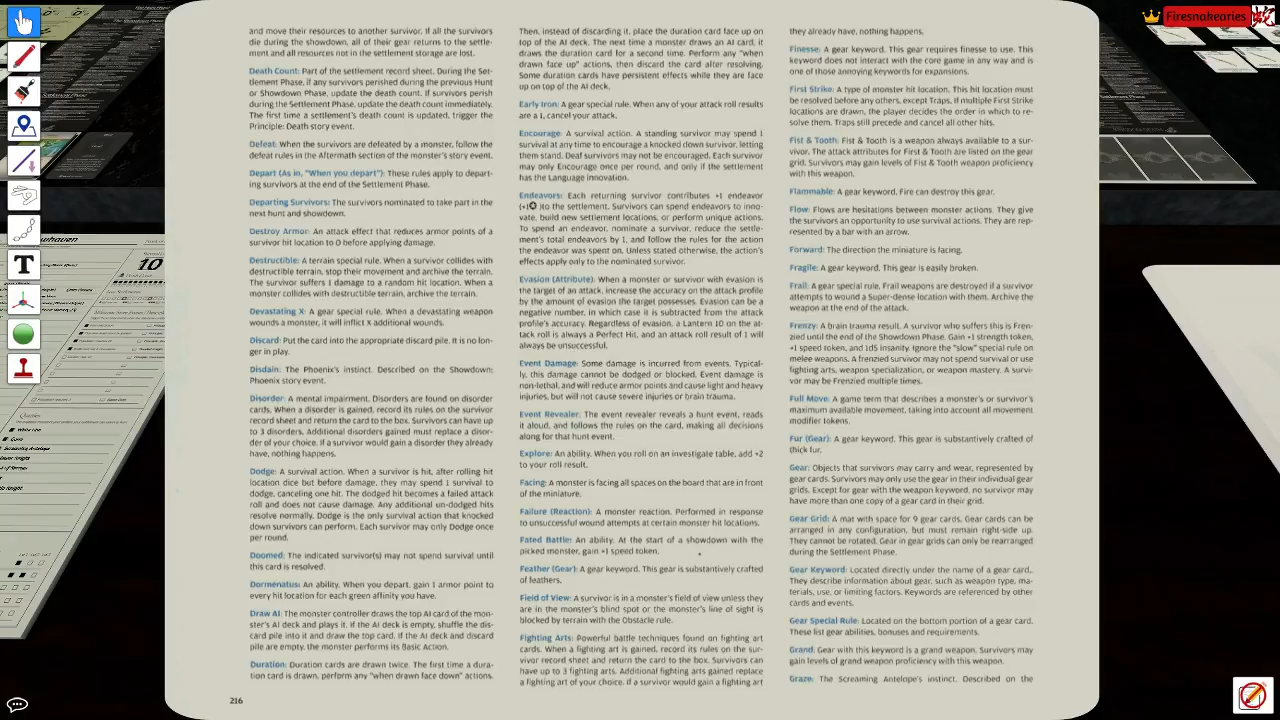 Firesnakearies
and move their resources to another survivor. If all the survivors
die during the showdown, all of their gear returns to the settle-
ment and all resources not in the settlement storage are lost.
Death Count: Part of the settlement record sheet. During the Set-
tlement Phase, if any survivors perished during the previous Hunt
or Showdown Phase, update the death count. If survivors perish
during the Settlement Phase, update the death count immediately.
The first time a settlement's death count is updated, trigger the
Principle: Death story event.
Defeat: When the survivors are defeated by a monster, follow the
defeat rules in the Aftermath section of the monster's story event.
Depart (As in, "When you depart"): These rules apply to depart-
ing survivors at the end of the Settlement Phase.
Departing Survivors: The survivors nominated to take part in the
next hunt and showdown.
Destroy Armor: An attack effect that reduces armor points of a
survivor hit location to 0 before applying damage.
Destructible: A terrain special rule. When a survivor collides with
destructible terrain, stop their movement and archive the terrain.
The survivor suffers 1 damage to a random hit location. When a
monster collides with destructible terrain, archive the terrain.
Devastating X: A gear special rule. When a devastating weapon
wounds a monster, it will inflict X additional wounds.
Discard: Put the card into the appropriate discard pile. It is no lon-
ger in play.
Disdain: The Phoenix's instinct. Described on the Showdown:
Phoenix story event.
Disorder: A mental impairment. Disorders are found on disorder
cards. When a disorder is gained, record its rules on the survivor
record sheet and return the card to the box. Survivors can have up
to 3 disorders. Additional disorders gained must replace a disor-
der of your choice. If a survivor would gain a disorder they already
have, nothing happens.
Dodge: A survival action. When a survivor is hit, after rolling hit
location dice but before damage, they may spend 1 survival to
dodge, canceling one hit. The dodged hit becomes a failed attack
roll and does not cause damage. Any additional un-dodged hits
resolve normally. Dodge is the only survival action that knocked
down survivors can perform. Each survivor may only Dodge once
per round.
Doomed: The indicated survivor(s) may not spend survival until
this card is resolved.
Dormenatus: An ability. When you depart, gain 1 armor point to
every hit location for each green affinity you have.
Draw AI: The monster controller draws the top AI card of the mon-
ster's AI deck and plays it. If the AI deck is empty, shuffle the dis-
card pile into it and draw the top card. If the AI deck and discard
pile are empty, the monster performs its Basic Action.
Duration: Duration cards are drawn twice. The first time a dura-
tion card is drawn, perform any "when drawn face down" actions.
216
Then, instead of discarding it, place the duration card face up on
top of the AI deck. The next time a monster draws an AI card, it
draws the duration card for a second time. Perform any "when
drawn face up" actions, then discard the card after resolving.
Some duration cards have persistent effects while they are face
up on top of the AI deck.
Early Iron: A gear special rule. When any of your attack roll results
are a 1, cancel your attack.
Encourage: A survival action. A standing survivor may spend 1
survival at any time to encourage a knocked down survivor, letting
them stand. Deaf survivors may not be encouraged. Each survivor
may only Encourage once per round, and only if the settlement
has the Language innovation.
Endeavors: Each returning survivor contributes +1 endeavor
(+1) to the settlement. Survivors can spend endeavors to inno-
vate, build new settlement locations, or perform unique actions.
To spend an endeavor, nominate a survivor, reduce the settle-
ment's total endeavors by 1, and follow the rules for the action
the endeavor was spent on. Unless stated otherwise, the action's
effects apply only to the nominated survivor.
Evasion (Attribute): When a monster or survivor with evasion is
the target of an attack, increase the accuracy on the attack profile
by the amount of evasion the target possesses. Evasion can be a
negative number, in which case it is subtracted from the attack
profile's accuracy. Regardless of evasion, a Lantern 10 on the at-
tack roll is always a Perfect Hit, and an attack roll result of 1 will
always be unsuccessful.
Event Damage: Some damage is incurred from events. Typical-
ly, this damage cannot be dodged or blocked. Event damage is
non-lethal, and will reduce armor points and cause light and heavy
injuries, but will not cause severe injuries or brain trauma.
Event Revealer: The event revealer reveals a hunt event, reads
it aloud, and follows the rules on the card, making all decisions
along for that hunt event.
Explore: An ability. When you roll on an investigate table, add +2
to your roll result.
Facing: A monster is facing all spaces on the board that are in front
of the miniature.
Failure (Reaction): A monster reaction. Performed in response
to unsuccessful wound attempts at certain monster hit locations.
Fated Battle: An ability. At the start of a showdown with the
picked monster, gain +1 speed token.
Feather (Gear): A gear keyword. This gear is substantively crafted
of feathers.
Field of View: A survivor is in a monster's field of view unless they
are in the monster's blind spot or the monster's line of sight is
blocked by terrain with the Obstacle rule.
Fighting Arts: Powerful battle techniques found on fighting art
cards. When a fighting art is gained, record its rules on the sur-
vivor record sheet and return the card to the box. Survivors can
have up to 3 fighting arts. Additional fighting arts gained replace
a fighting art of your choice. If a survivor would gain a fighting art
they already have, nothing happens.
Finesse: A gear keyword. This gear requires finesse to use. This
keyword does not interact with the core game in any way and is
one of those annoying keywords for expansions.
First Strike: A type of monster hit location. This hit location must
be resolved before any others, except Traps. If multiple First Strike
locations are drawn, the player decides the order in which to re-
solve them. Traps still precede and cancel all other hits.
Fist & Tooth: Fist & Tooth is a weapon always available to a sur-
vivor. The attack attributes for Fist & Tooth are listed on the gear
grid. Survivors may gain levels of Fist & Tooth weapon proficiency
with this weapon.
Flammable: A gear keyword. Fire can destroy this gear.
Flow: Flows are hesitations between monster actions. They give
the survivors an opportunity to use survival actions. They are rep-
resented by a bar with an arrow.
Forward: The direction the miniature is facing.
Fragile: A gear keyword. This gear is easily broken.
Frail: A gear special rule. Frail weapons are destroyed if a survivor
attempts to wound a Super-dense location with them. Archive the
weapon at the end of the attack.
Frenzy: A brain trauma result. A survivor who suffers this is Fren-
zied until the end of the Showdown Phase. Gain +1 strength token,
+1 speed token, and 1d5 insanity. Ignore the "slow" special rule on
melee weapons. A frenzied survivor may not spend survival or use
fighting arts, weapon specialization, or weapon mastery. A survi-
vor may be Frenzied multiple times.
Full Move: A game term that describes a monster's or survivor's
maximum available movement, taking into account all movement
modifier tokens.
Fur (Gear): A gear keyword. This gear is substantively crafted of
thick fur.
Gear: Objects that survivors may carry and wear, represented by
gear cards. Survivors may only use the gear in their individual gear
grids. Except for gear with the weapon keyword, no survivor may
have more than one copy of a gear card in their grid.
Gear Grid: A mat with space for 9 gear cards. Gear cards can be
arranged in any configuration, but must remain right-side up.
They cannot be rotated. Gear in gear grids can only be rearranged
during the Settlement Phase.
Gear Keyword: Located directly under the name of a gear card.
They describe information about gear, such as weapon type, ma-
terials, use, or limiting factors. Keywords are referenced by other
cards and events.
Gear Special Rule: Located on the bottom portion of a gear card.
These list gear abilities, bonuses and requirements.
Grand: Gear with this keyword is a grand weapon. Survivors may
gain levels of grand weapon proficiency with this weapon.
Graze: The Screaming Antelope's instinct. Described on the